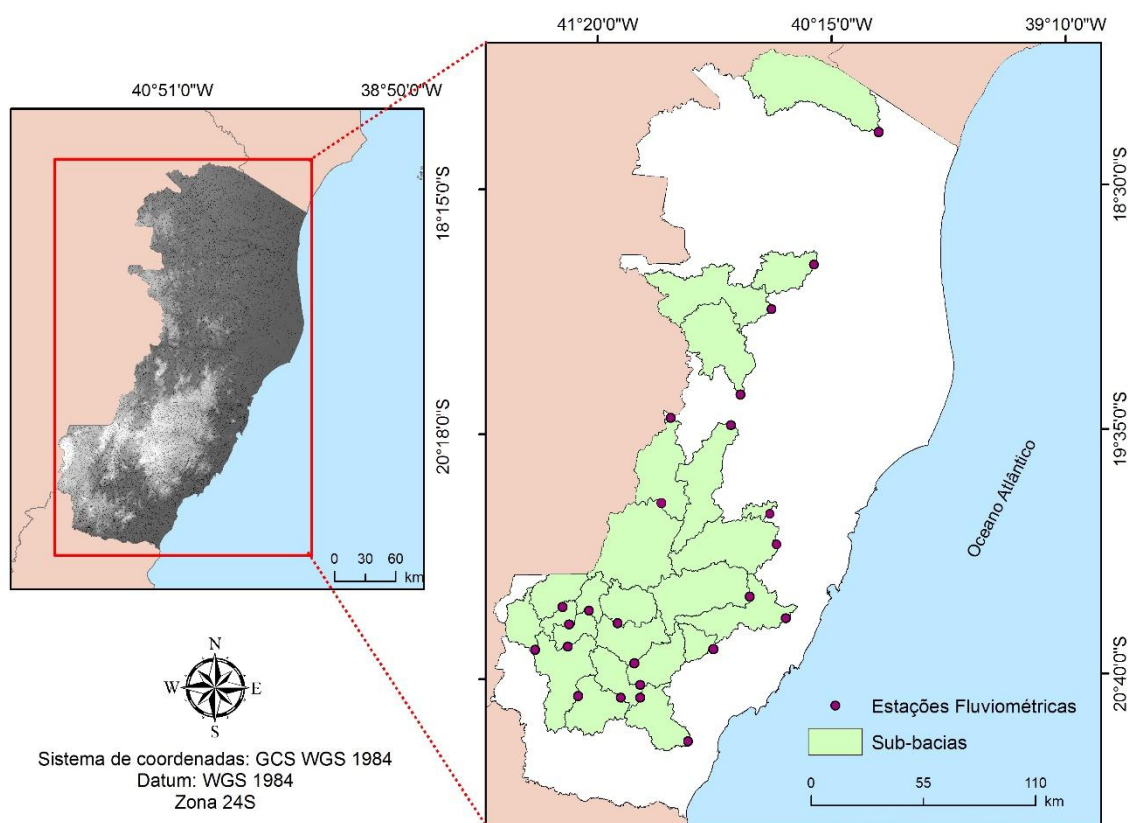 40°51'0"W
38°50'0"W
18°15'0"S
20°18'0"S
0 30 60
km
N
W E
S
Sistema de coordenadas: GCS WGS 1984
Datum: WGS 1984
Zona 24S
41°20'0"W
40°15'0"W
39°10'0"W
18°30'0"S
19°35'0"S
20°40'0"S
Oceano Atlântico
Estações Fluviométricas
Sub-bacias
0 55 110
km